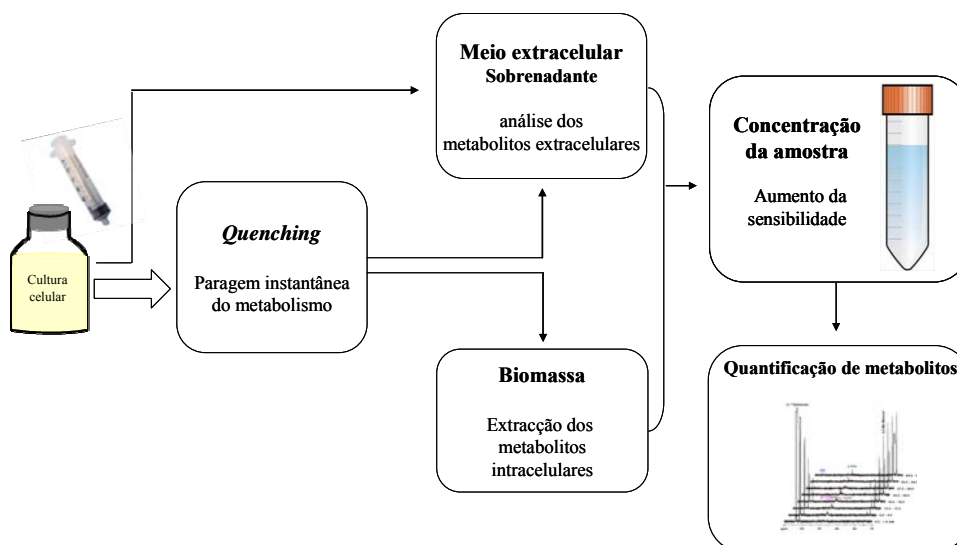 Meio extracelular
Sobrenadante
análise dos
metabolitos extracelulares
Concentração
da amostra
Aumento da
sensibilidade
Quenching
Paragem instantânea
do metabolismo
Cultura
celular
Biomassa
Extracção dos
metabolitos
intracelulares
Quantificação de metabolitos